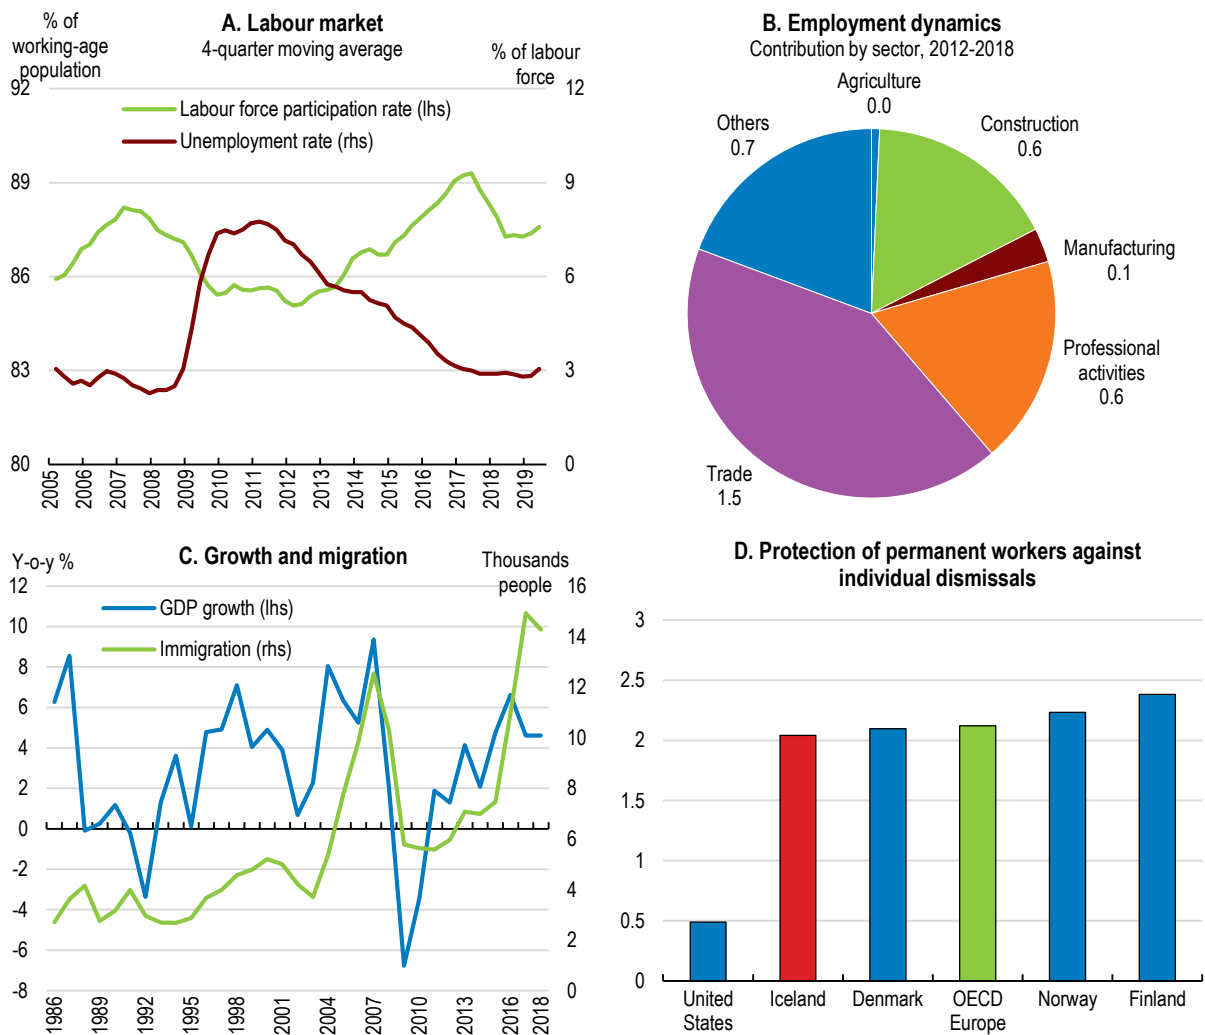 A. Labour market
4-quarter moving average
% of
working-age
population
% of labour
force
92
89
86
83
80
12
9
6
3
0
Labour force participation rate (lhs)
Unemployment rate (rhs)
2005
2006
2007
2008
2009
2010
2011
2012
2013
2014
2015
2016
2017
2018
2019
B. Employment dynamics
Contribution by sector, 2012-2018
Agriculture
0.0
Construction
0.6
Manufacturing
0.1
Professional
activities
0.6
Trade
1.5
Others
0.7
C. Growth and migration
Y-o-y %
Thousands
people
12
10
8
6
4
2
0
-2
-4
-6
-8
16
14
12
10
8
6
4
2
0
GDP growth (lhs)
Immigration (rhs)
1986
1989
1992
1995
1998
2001
2004
2007
2010
2013
2016
2018
D. Protection of permanent workers against
individual dismissals
3
2.5
2
1.5
1
0.5
0
United
States
Iceland
Denmark
OECD
Europe
Norway
Finland